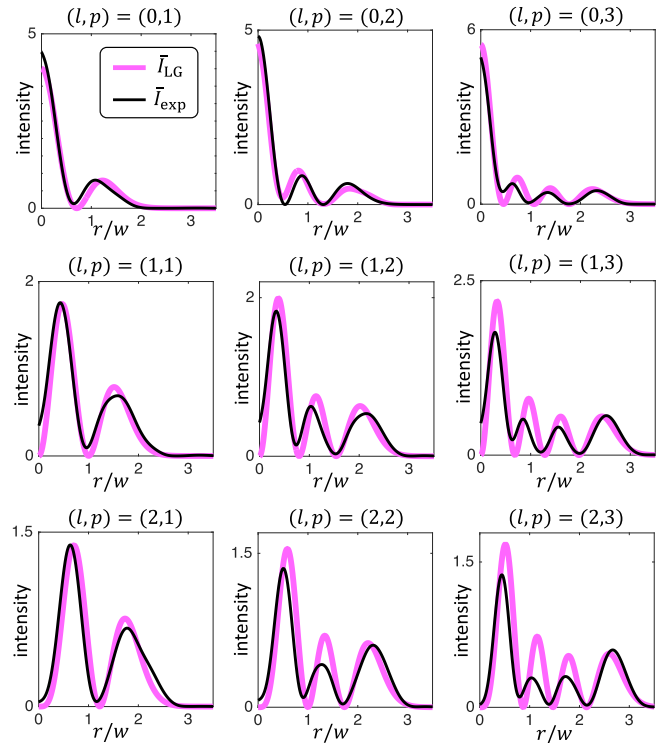 (l, p) = (0,1)
(l, p) = (0,2)
(l, p) = (0,3)
5
5
6
intensity
intensity
intensity
Ī_LG
Ī_exp
0
0
0
0 1 2 3
0 1 2 3
0 1 2 3
r/w
r/w
r/w
(l, p) = (1,1)
(l, p) = (1,2)
(l, p) = (1,3)
2
2
2.5
intensity
intensity
intensity
0
0
0
0 1 2 3
0 1 2 3
0 1 2 3
r/w
r/w
r/w
(l, p) = (2,1)
(l, p) = (2,2)
(l, p) = (2,3)
1.5
1.5
1.5
intensity
intensity
intensity
0
0
0
0 1 2 3
0 1 2 3
0 1 2 3
r/w
r/w
r/w